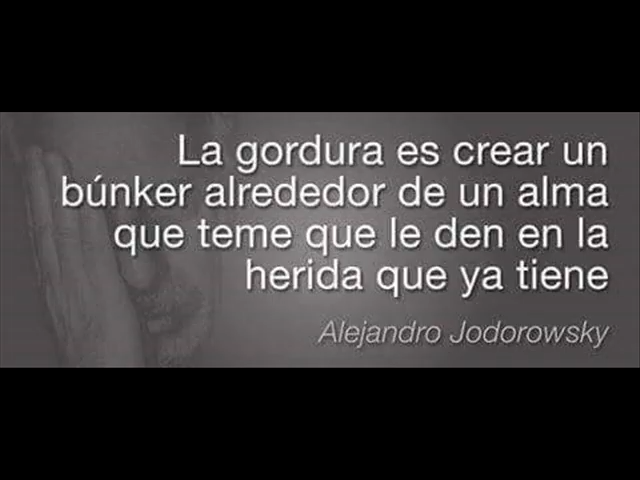 La gordura es crear un
búnker alrededor de un alma
que teme que le den en la
herida que ya tiene
Alejandro Jodorowsky